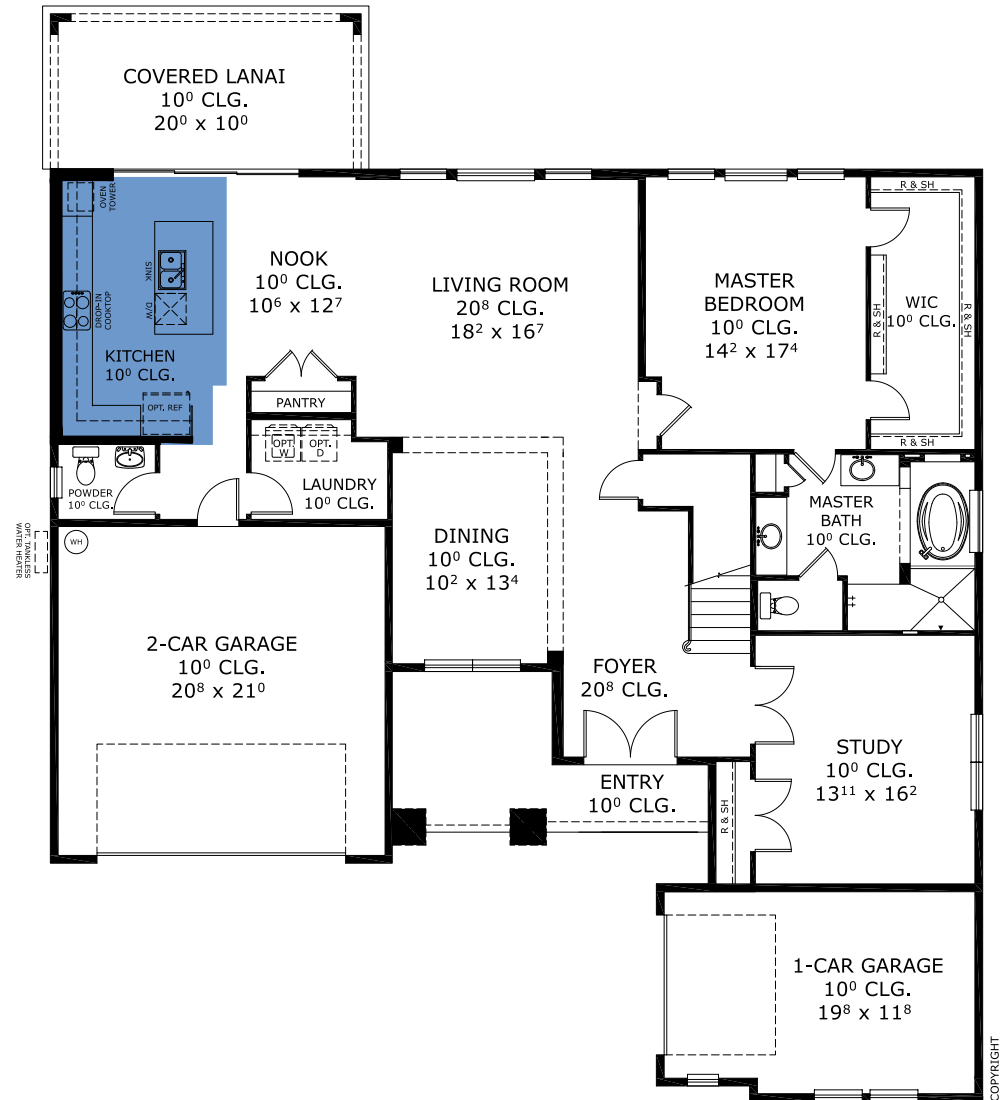 COVERED LANAI
10⁰ CLG.
20⁰ x 10⁰
OVEN
TOWER
SINK
D/W
DROP-IN
COOKTOP
KITCHEN
10⁰ CLG.
OPT. REF
NOOK
10⁰ CLG.
10⁶ x 12⁷
LIVING ROOM
20⁸ CLG.
18² x 16⁷
MASTER
BEDROOM
10⁰ CLG.
14² x 17⁴
R & SH
R & SH
WIC
10⁰ CLG.
R & SH
R & SH
PANTRY
OPT.
W
OPT.
D
LAUNDRY
10⁰ CLG.
POWDER
10⁰ CLG.
OPT. TANKLESS
WATER HEATER
WH
DINING
10⁰ CLG.
10² x 13⁴
MASTER
BATH
10⁰ CLG.
2-CAR GARAGE
10⁰ CLG.
20⁸ x 21⁰
FOYER
20⁸ CLG.
ENTRY
10⁰ CLG.
R & SH
STUDY
10⁰ CLG.
13¹¹ x 16²
1-CAR GARAGE
10⁰ CLG.
19⁸ x 11⁸
COPYRIGHT